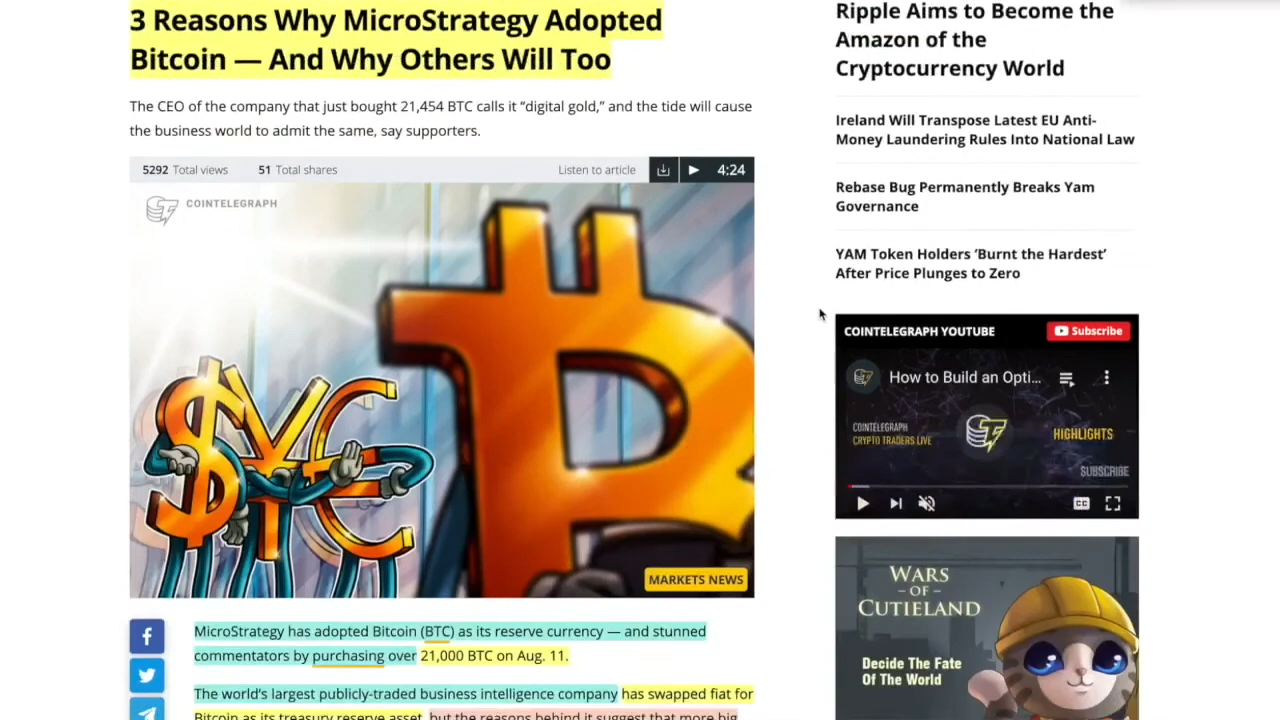 3 Reasons Why MicroStrategy Adopted
Bitcoin — And Why Others Will Too
The CEO of the company that just bought 21,454 BTC calls it “digital gold,” and the tide will cause
the business world to admit the same, say supporters.
5292 Total views 51 Total shares Listen to article 4:24
COINTELEGRAPH
MARKETS NEWS
MicroStrategy has adopted Bitcoin (BTC) as its reserve currency — and stunned
commentators by purchasing over 21,000 BTC on Aug. 11.
The world’s largest publicly-traded business intelligence company has swapped fiat for
Bitcoin as its treasury reserve asset, but the reasons behind it suggest that more big
Ripple Aims to Become the
Amazon of the
Cryptocurrency World
Ireland Will Transpose Latest EU Anti-
Money Laundering Rules Into National Law
Rebase Bug Permanently Breaks Yam
Governance
YAM Token Holders ‘Burnt the Hardest’
After Price Plunges to Zero
COINTELEGRAPH YOUTUBE Subscribe
How to Build an Opti...
COINTELEGRAPH
CRYPTO TRADERS LIVE
HIGHLIGHTS
SUBSCRIBE
CC
WARS
OF
CUTIELAND
Decide The Fate
Of The World